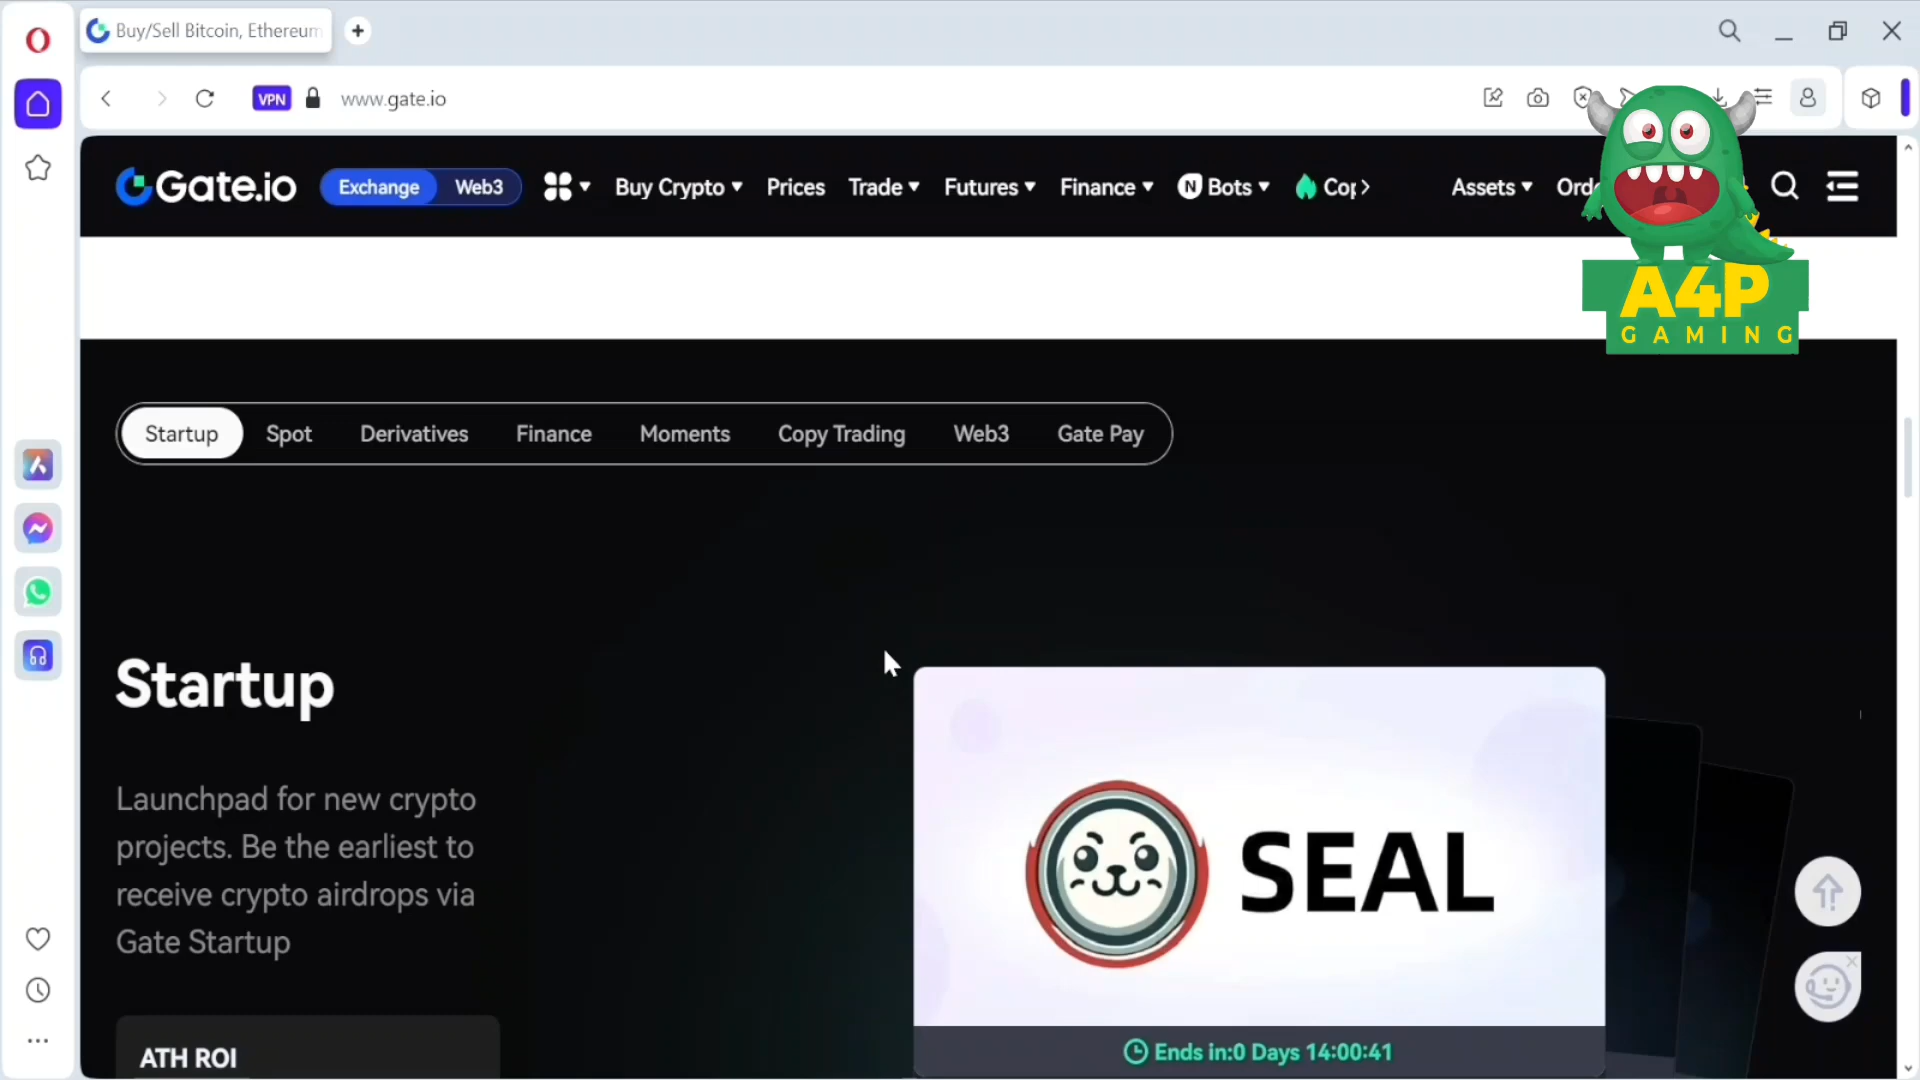 Buy/Sell Bitcoin, Ethereum
VPN
www.gate.io
Gate.io
Exchange
Web3
Buy Crypto
Prices
Trade
Futures
Finance
N
Bots
Assets
A4P
GAMING
Startup
Spot
Derivatives
Finance
Moments
Copy Trading
Web3
Gate Pay
Startup
Launchpad for new crypto
projects. Be the earliest to
receive crypto airdrops via
Gate Startup
SEAL
Ends in:0 Days 14:00:41
ATH ROI